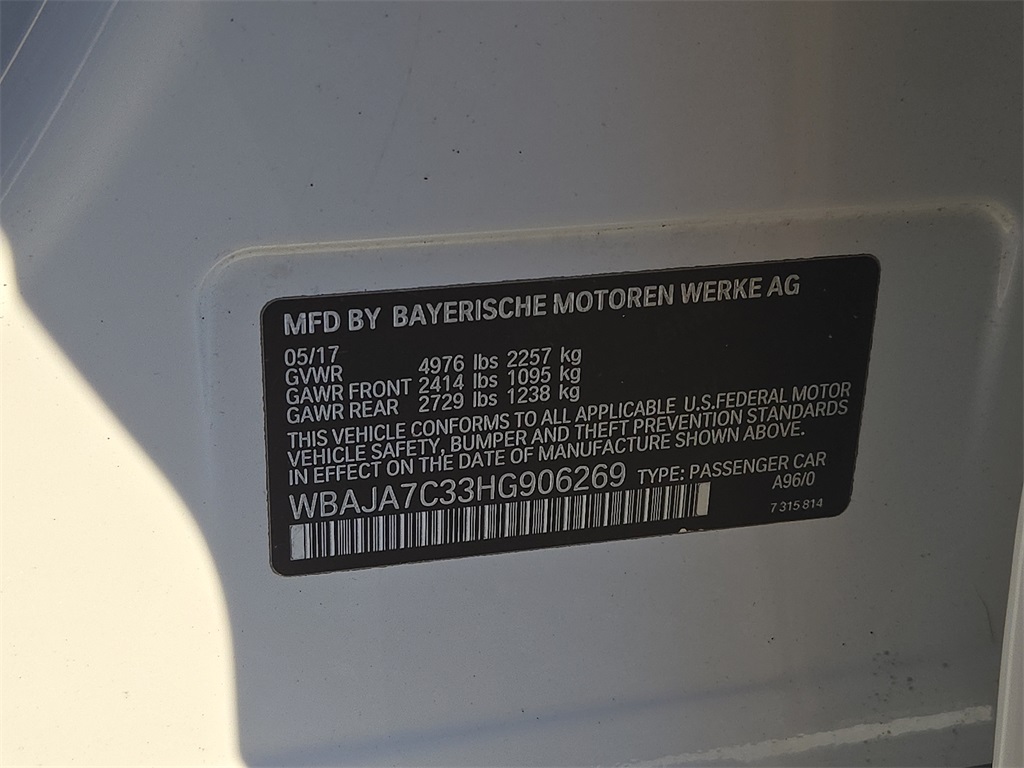 MFD BY BAYERISCHE MOTOREN WERKE AG
05/17
GVWR 4976 lbs 2257 kg
GAWR FRONT 2414 lbs 1095 kg
GAWR REAR 2729 lbs 1238 kg
THIS VEHICLE CONFORMS TO ALL APPLICABLE U.S.FEDERAL MOTOR
VEHICLE SAFETY, BUMPER AND THEFT PREVENTION STANDARDS
IN EFFECT ON THE DATE OF MANUFACTURE SHOWN ABOVE.
WBAJA7C33HG906269 TYPE: PASSENGER CAR
A96/0
7 315 814